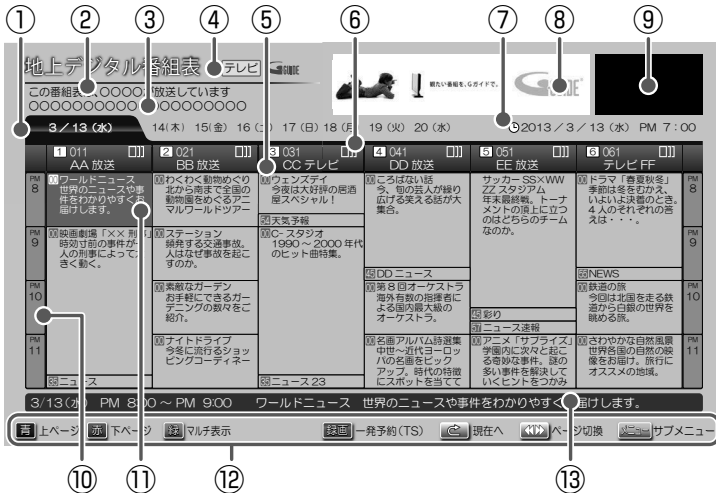 ① ② ③ ④ ⑤ ⑥ ⑦ ⑧ ⑨
地上デジタル番組表 テレビ G-GUIDE
観たい番組を、Gガイドで。 G-GUIDE
この番組 、〇〇〇〇 放送しています
〇〇〇〇〇〇〇〇〇〇〇〇〇〇〇〇〇〇〇〇
3/13(水) 14(木) 15(金) 16( ) 17(日) 18(月) 19(火) 20(水) 2013/3/13(水) PM 7:00
1 011 2 021 3 031 4 041 5 051 6 061
AA 放送 BB 放送 CC テレビ DD 放送 EE 放送 テレビ FF
PM 8
00 ワールドニュース
世界のニュースや事
件をわかりやすくお
届けします。
00 映画劇場「××刑事」
時効寸前の事件が
人の刑事によって
きく動く。
00 わくわく動物めぐり
北から南まで全国の
動物園をめぐるアニ
マルワールドツアー
00 ステーション
頻発する交通事故。
人はなぜ事故を起こ
すのか。
00 素敵なガーデン
お手軽にできるガー
デニングの数々をご
紹介。
00 ナイトドライブ
今冬に流行るショッ
ピングコーディネー
00 ウェンズデイ
今夜は大好評の居酒
屋スペシャル!
54 天気予報
00 C-スタジオ
1990~2000年代
のヒット曲特集。
ニュース23
00 ころばない話
今、旬の芸人が繰り
広げる笑える話が大
集合。
45 DDニュース
00 第8回オーケストラ
海外有数の指揮者に
よる国内最大級の
オーケストラ。
00 名画アルバム詩選集
中世~近代ヨーロッ
パの名画をピック
アップ。時代の特徴
にスポットを当てて
サッカーSS×WW
ZZ スタジアム
年末最終戦。トーナ
メントの頂上に立つ
のはどちらのチーム
なのか。
45 彩り
57 ニュース速報
00 アニメ「サプライズ」
学園内に次々と起こ
る奇妙な事件。謎の
多い事件を解決して
いくヒントをつかみ
00 ドラマ「春夏秋冬」
季節は冬をむかえ、
いよいよ決着のとき。
4人のそれぞれの答
えは・・・。
NEWS
00 鉄道の旅
今回は北国を走る鉄
道から白銀の世界を
眺める旅。
00 さわやかな自然風景
世界各国の自然の映
像をお届け。旅行に
オススメの地域。
PM 8
PM 9
PM 9
PM 10
PM 10
PM 11
PM 11
ニュース
3/13(水) PM 8:00~PM 9:00 ワールドニュース 世界のニュースや事件をわかりやすく 届けします。
青 上ページ 赤 下ページ 緑 マルチ表示 録画 一発予約(TS) 現在へ ページ切換 メニュー サブメニュー
⑩ ⑪ ⑫ ⑬